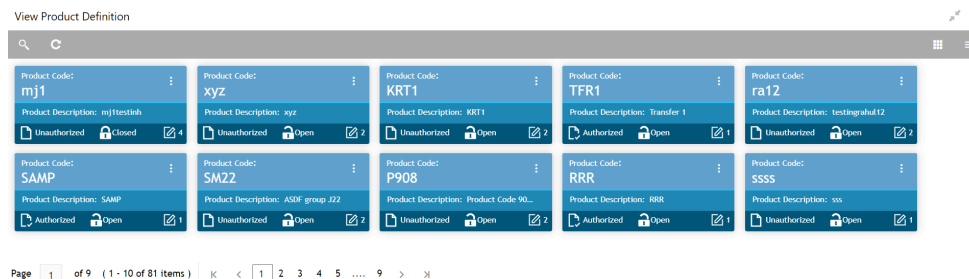 View Product Definition
Product Code:
mj1
Product Description: mj1testinh
Unauthorized Closed 4
Product Code:
xyz
Product Description: xyz
Unauthorized Open 2
Product Code:
KRT1
Product Description: KRT1
Unauthorized Open 2
Product Code:
TFR1
Product Description: Transfer 1
Authorized Open 1
Product Code:
ra12
Product Description: testingrahul12
Unauthorized Open 2
Product Code:
SAMP
Product Description: SAMP
Authorized Open 1
Product Code:
SM22
Product Description: ASDF group J22
Unauthorized Open 2
Product Code:
P908
Product Description: Product Code 90...
Unauthorized Open 2
Product Code:
RRR
Product Description: RRR
Authorized Open 1
Product Code:
ssss
Product Description: sss
Unauthorized Open 1
Page 1 of 9 (1 - 10 of 81 items) 1 2 3 4 5 .... 9